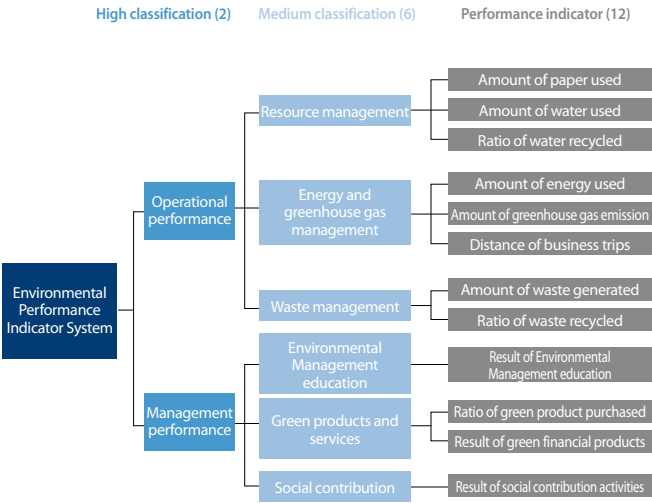 High classification (2)
Medium classification (6)
Performance indicator (12)
Environmental
Performance
Indicator System
Operational
performance
Resource management
Amount of paper used
Amount of water used
Ratio of water recycled
Energy and
greenhouse gas
management
Amount of energy used
Amount of greenhouse gas emission
Distance of business trips
Waste management
Amount of waste generated
Ratio of waste recycled
Management
performance
Environmental
Management
education
Result of Environmental
Management education
Green products and
services
Ratio of green product purchased
Result of green financial products
Social contribution
Result of social contribution activities